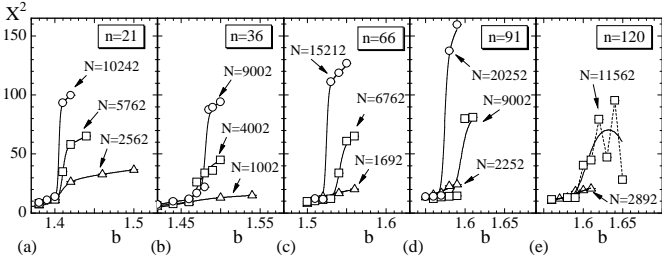 X²
150
100
50
0
n=21
N=10242
N=5762
N=2562
1.4
1.5
(a)
b
n=36
N=9002
N=4002
N=1002
1.45
1.55
(b)
b
n=66
N=15212
N=6762
N=1692
1.5
1.6
(c)
b
n=91
N=20252
N=9002
N=2252
1.6
1.65
(d)
b
n=120
N=11562
N=2892
1.6
1.65
(e)
b